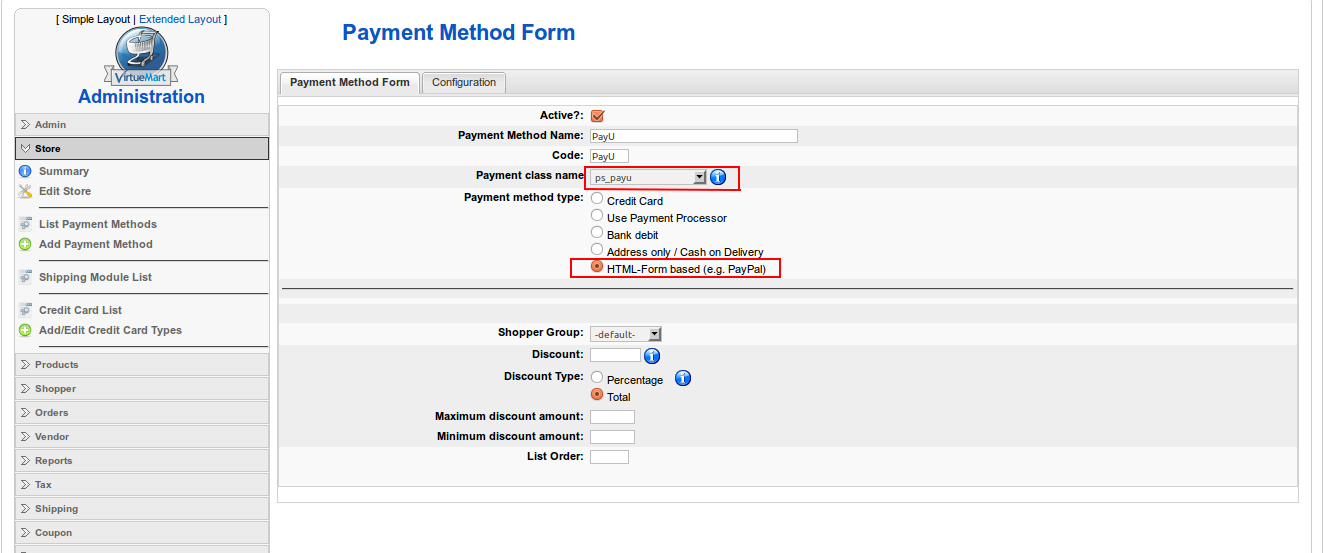 [ Simple Layout | Extended Layout ]
VirtueMart
Administration
Admin
Store
Summary
Edit Store
List Payment Methods
Add Payment Method
Shipping Module List
Credit Card List
Add/Edit Credit Card Types
Products
Shopper
Orders
Vendor
Reports
Tax
Shipping
Coupon
Payment Method Form
Payment Method Form Configuration
Active?:
Payment Method Name: PayU
Code: PayU
Payment class name ps_payu
Payment method type: Credit Card
Use Payment Processor
Bank debit
Address only / Cash on Delivery
HTML-Form based (e.g. PayPal)
Shopper Group: -default-
Discount:
Discount Type: Percentage
Total
Maximum discount amount:
Minimum discount amount:
List Order: